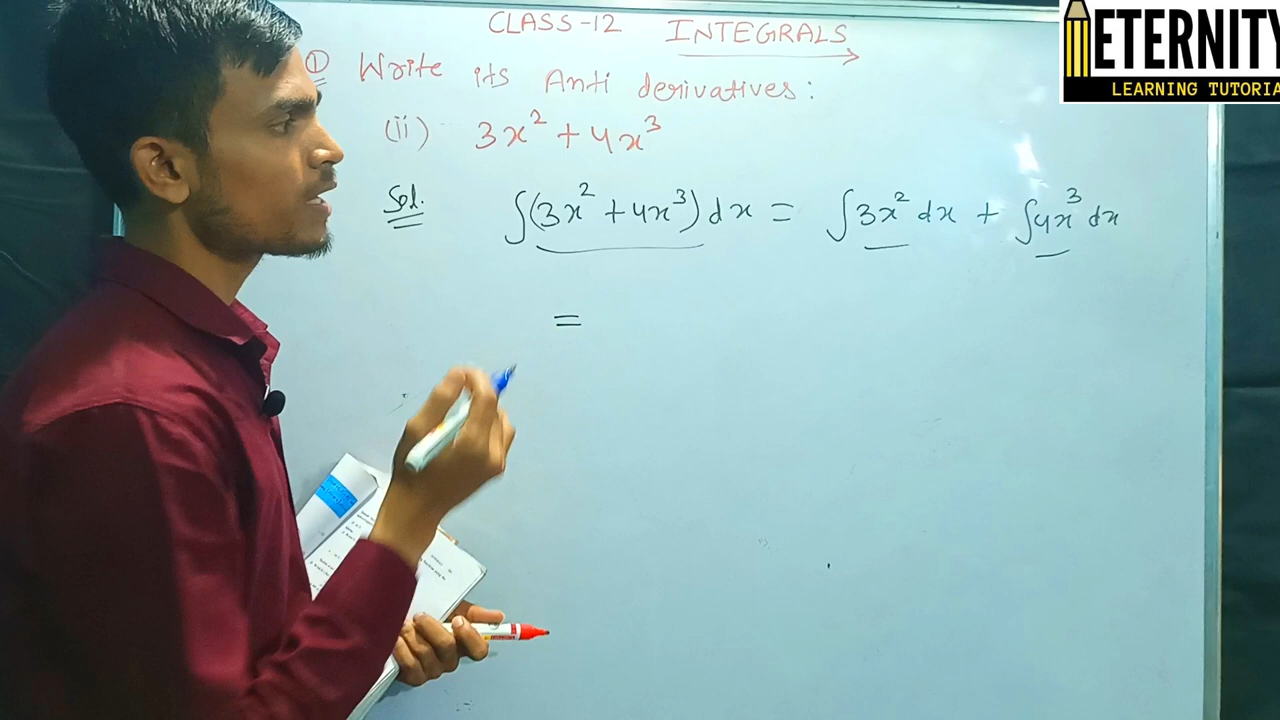 CLASS-12 INTEGRALS
ETERNITY
LEARNING TUTORIA
① Write its Anti derivatives:
(ii) 3x² + 4x³
Sol. ∫(3x² + 4x³) dx = ∫3x² dx + ∫4x³ dx
=